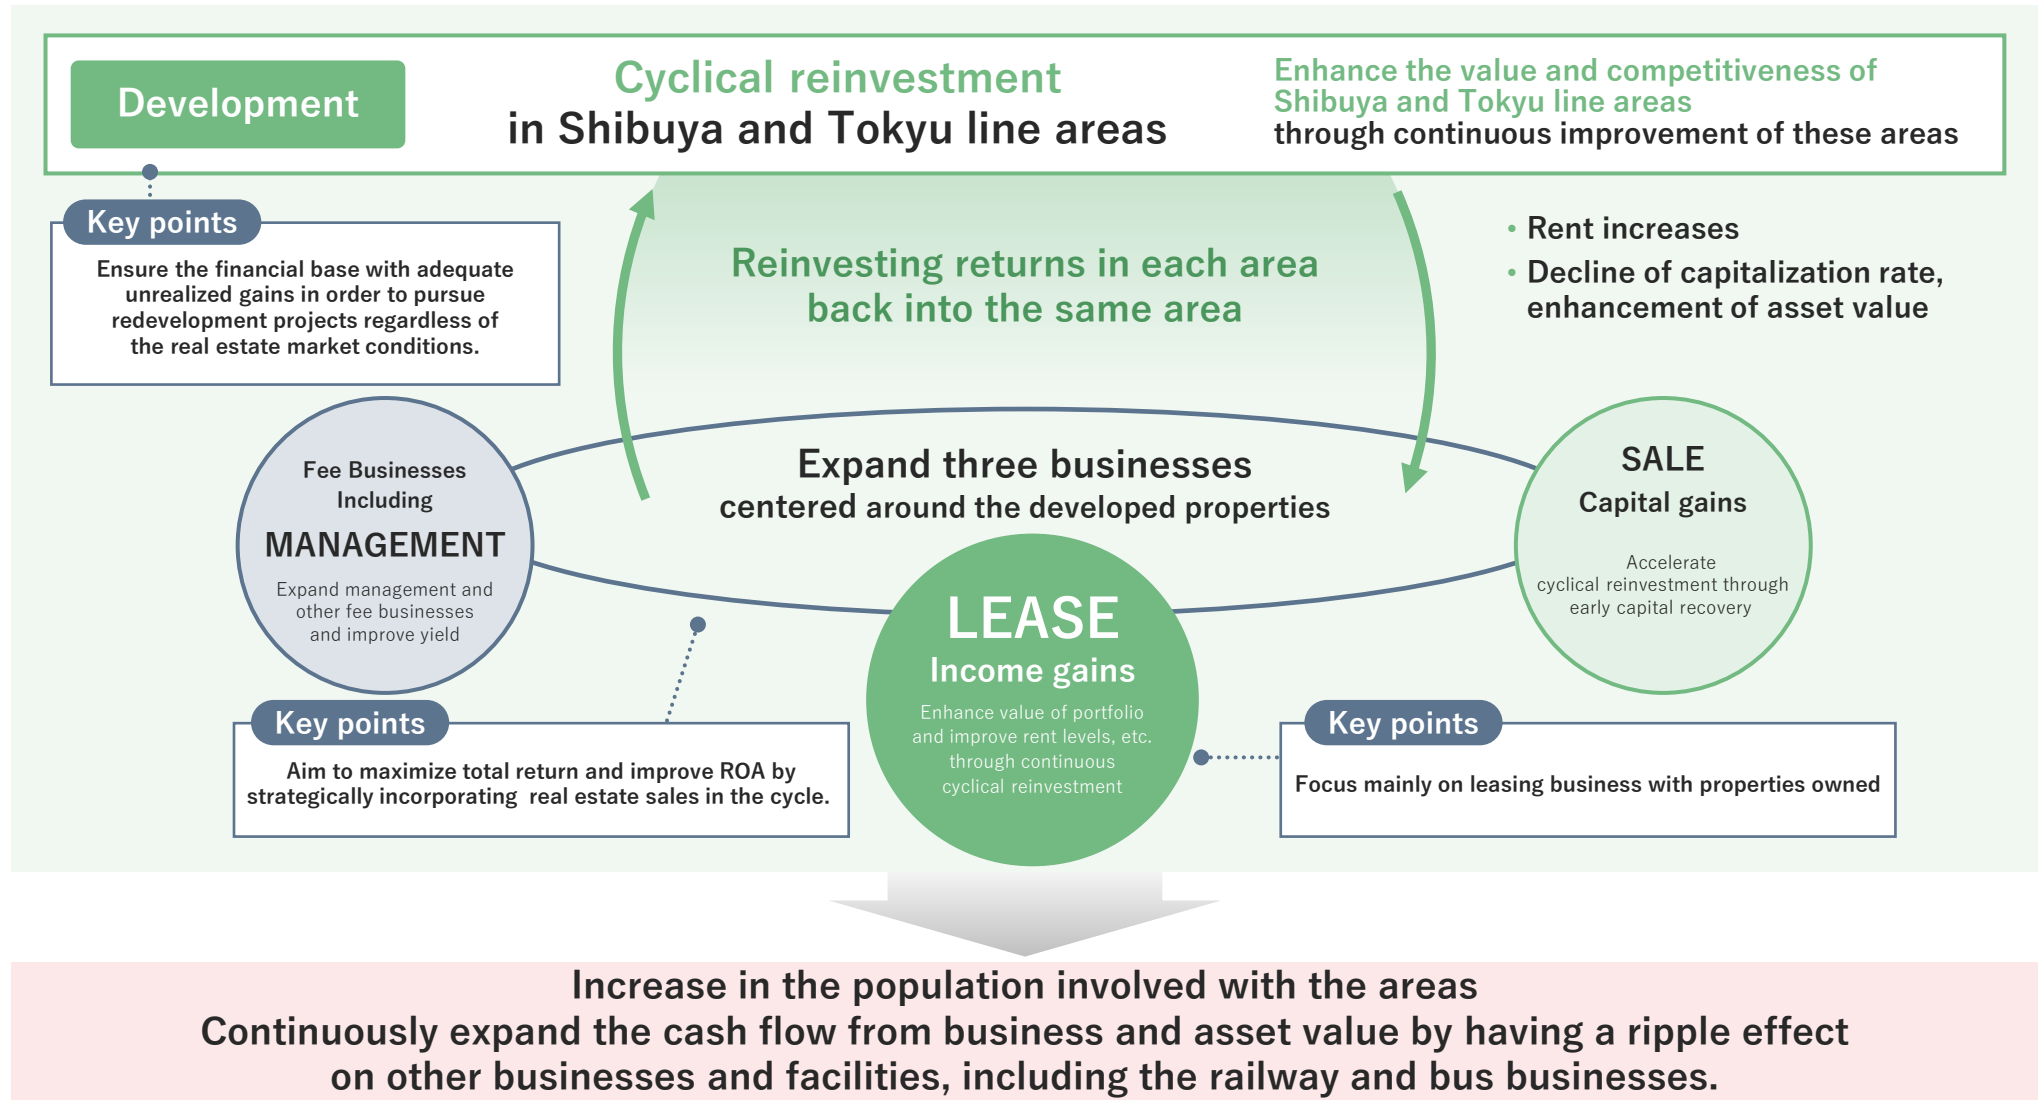 Development
Cyclical reinvestment
in Shibuya and Tokyu line areas
Enhance the value and competitiveness of
Shibuya and Tokyu line areas
through continuous improvement of these areas
Key points
Ensure the financial base with adequate
unrealized gains in order to pursue
redevelopment projects regardless of
the real estate market conditions.
Reinvesting returns in each area
back into the same area
• Rent increases
• Decline of capitalization rate,
enhancement of asset value
Expand three businesses
centered around the developed properties
Fee Businesses
Including
MANAGEMENT
Expand management and
other fee businesses
and improve yield
SALE
Capital gains
Accelerate
cyclical reinvestment through
early capital recovery
LEASE
Income gains
Enhance value of portfolio
and improve rent levels, etc.
through continuous
cyclical reinvestment
Key points
Aim to maximize total return and improve ROA by
strategically incorporating real estate sales in the cycle.
Key points
Focus mainly on leasing business with properties owned
Increase in the population involved with the areas
Continuously expand the cash flow from business and asset value by having a ripple effect
on other businesses and facilities, including the railway and bus businesses.